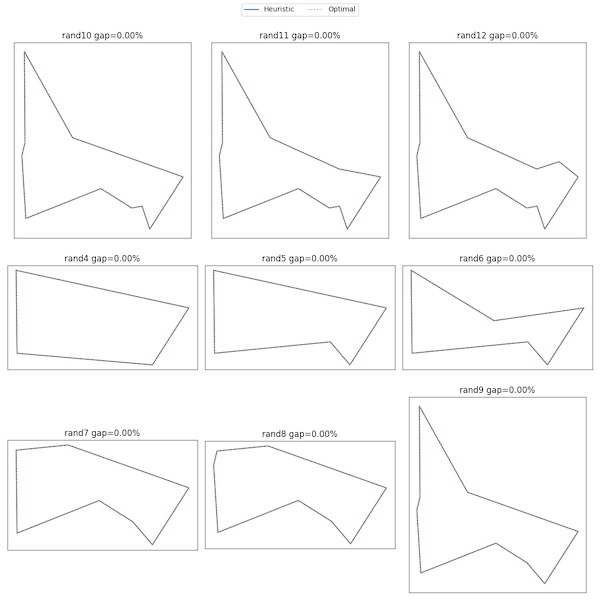 Heuristic Optimal
rand10 gap=0.00% rand11 gap=0.00% rand12 gap=0.00%
rand4 gap=0.00% rand5 gap=0.00% rand6 gap=0.00%
rand9 gap=0.00%
rand7 gap=0.00% rand8 gap=0.00%